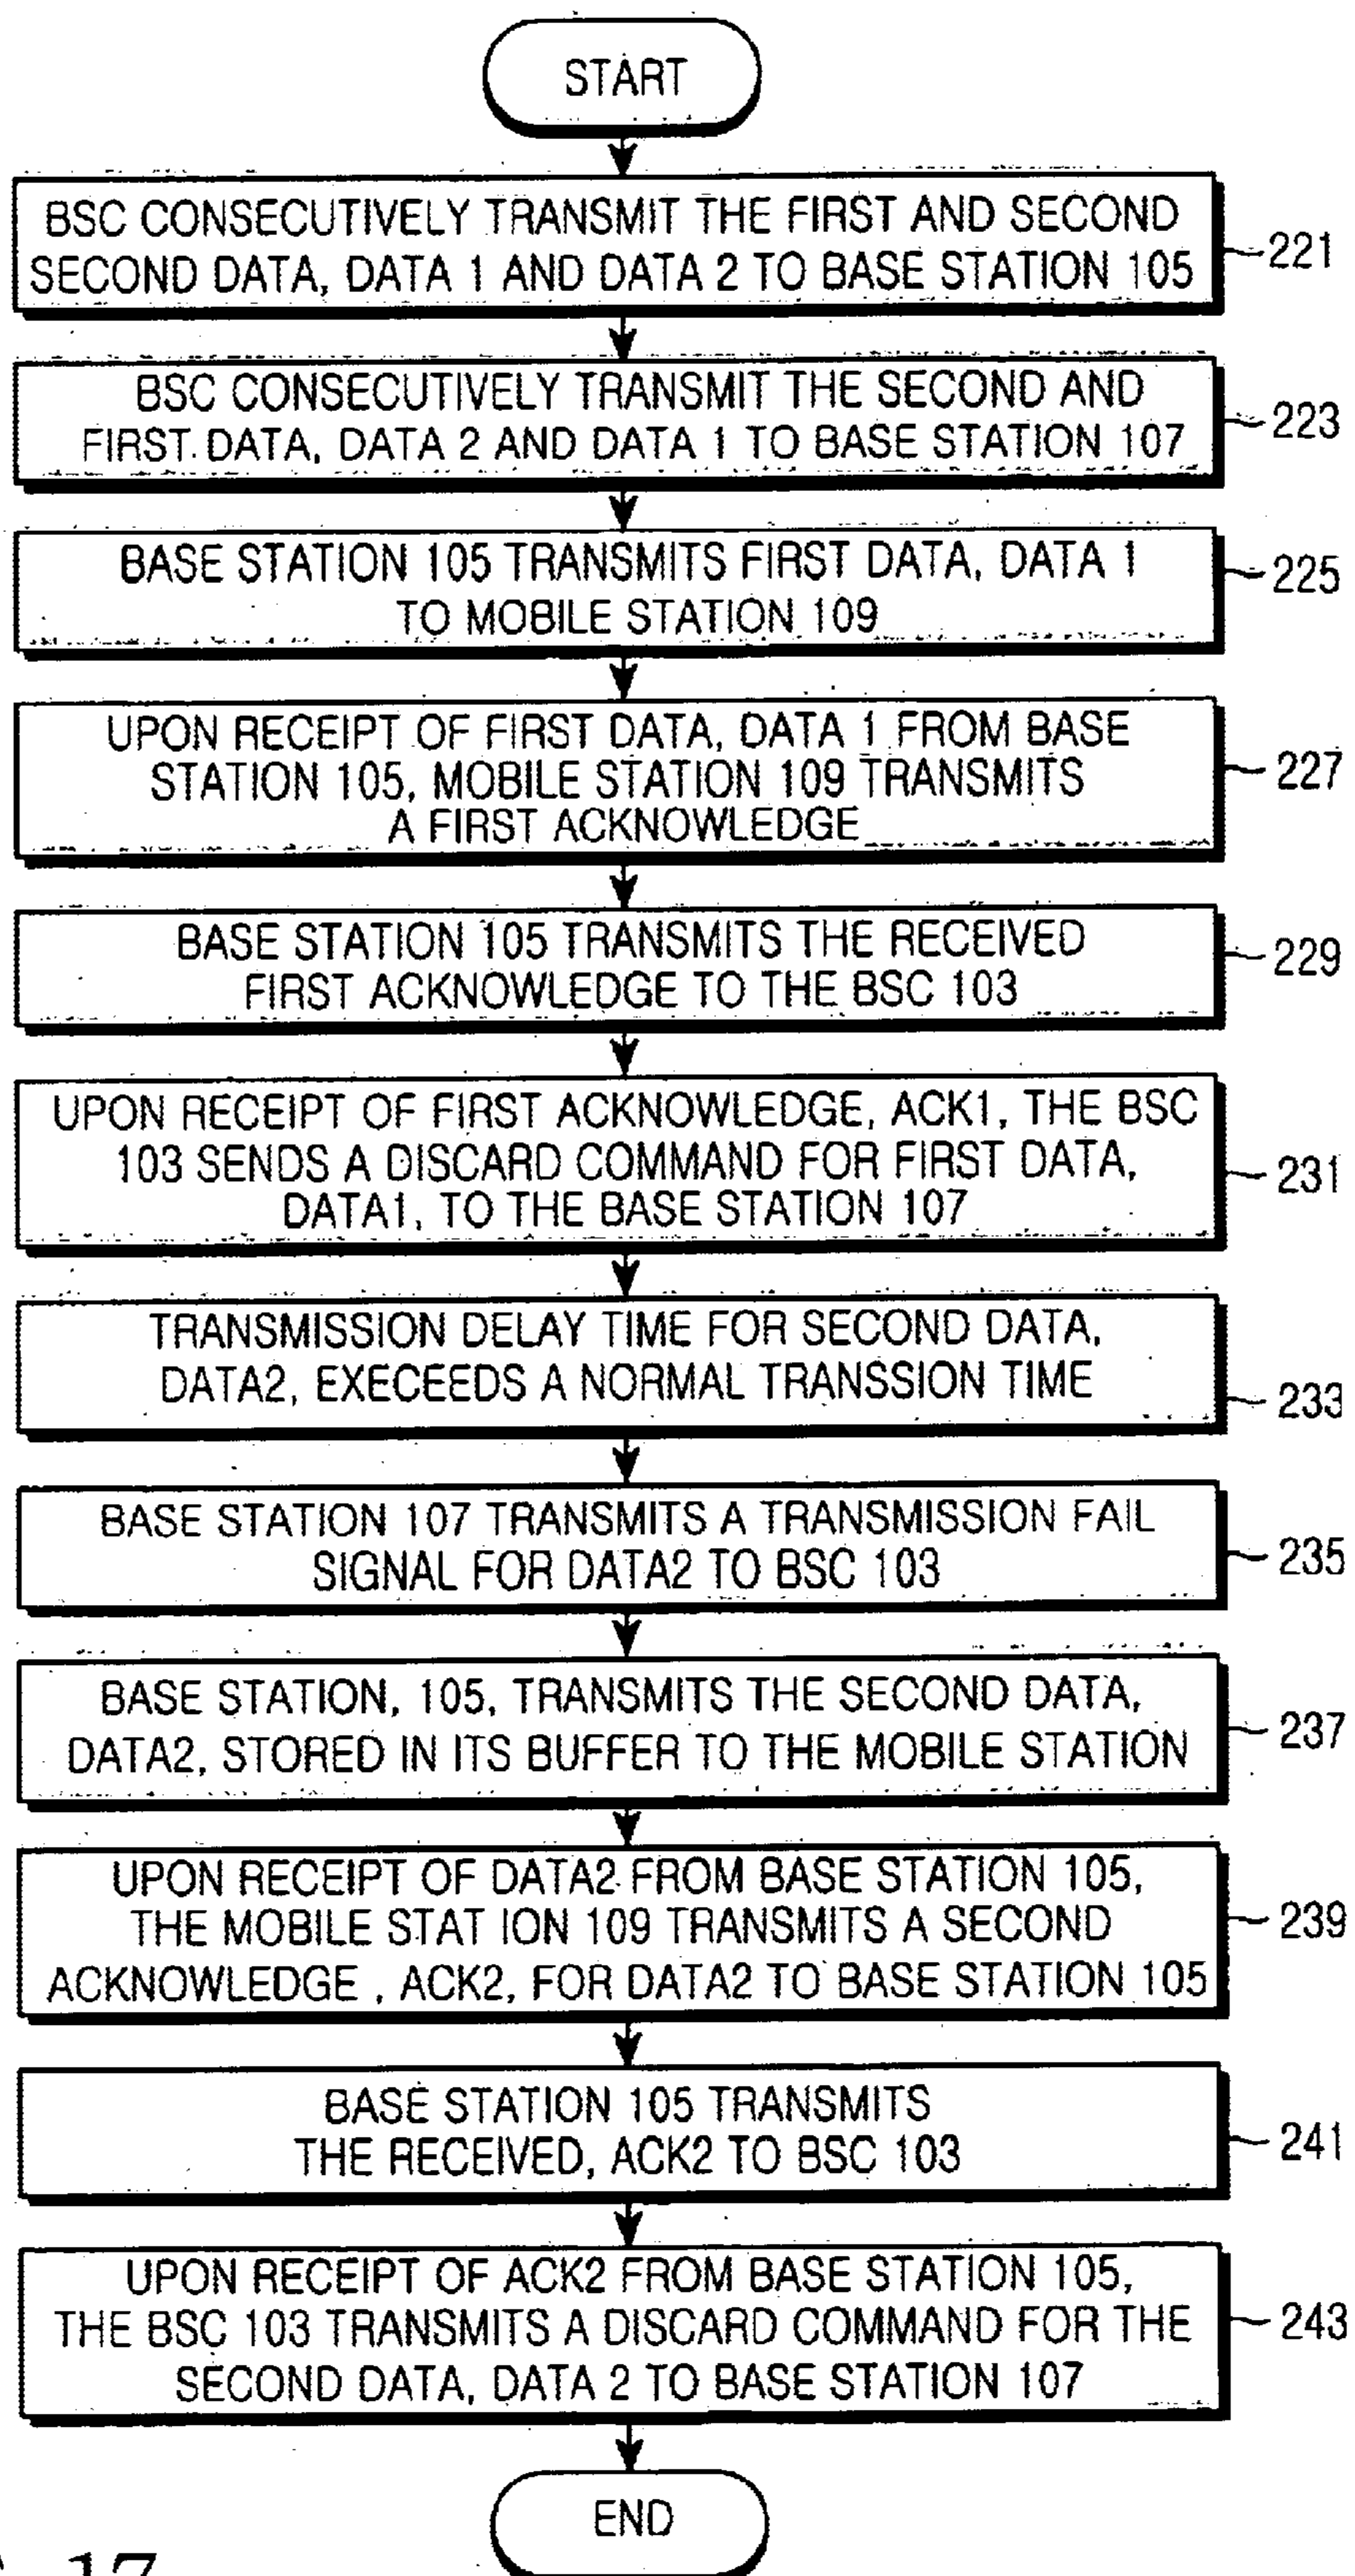 START
BSC CONSECUTIVELY TRANSMIT THE FIRST AND SECOND
SECOND DATA, DATA 1 AND DATA 2 TO BASE STATION 105
221
BSC CONSECUTIVELY TRANSMIT THE SECOND AND
FIRST DATA, DATA 2 AND DATA 1 TO BASE STATION 107
223
BASE STATION 105 TRANSMITS FIRST DATA, DATA 1
TO MOBILE STATION 109
225
UPON RECEIPT OF FIRST DATA, DATA 1 FROM BASE
STATION 105, MOBILE STATION 109 TRANSMITS
A FIRST ACKNOWLEDGE
227
BASE STATION 105 TRANSMITS THE RECEIVED
FIRST ACKNOWLEDGE TO THE BSC 103
229
UPON RECEIPT OF FIRST ACKNOWLEDGE, ACK1, THE BSC
103 SENDS A DISCARD COMMAND FOR FIRST DATA,
DATA1, TO THE BASE STATION 107
231
TRANSMISSION DELAY TIME FOR SECOND DATA,
DATA2, EXECEEDS A NORMAL TRANSSION TIME
233
BASE STATION 107 TRANSMITS A TRANSMISSION FAIL
SIGNAL FOR DATA2 TO BSC 103
235
BASE STATION, 105, TRANSMITS THE SECOND DATA,
DATA2, STORED IN ITS BUFFER TO THE MOBILE STATION
237
UPON RECEIPT OF DATA2 FROM BASE STATION 105,
THE MOBILE STAT ION 109 TRANSMITS A SECOND
ACKNOWLEDGE , ACK2, FOR DATA2 TO BASE STATION 105
239
BASE STATION 105 TRANSMITS
THE RECEIVED, ACK2 TO BSC 103
241
UPON RECEIPT OF ACK2 FROM BASE STATION 105,
THE BSC 103 TRANSMITS A DISCARD COMMAND FOR THE
SECOND DATA, DATA 2 TO BASE STATION 107
243
END
17